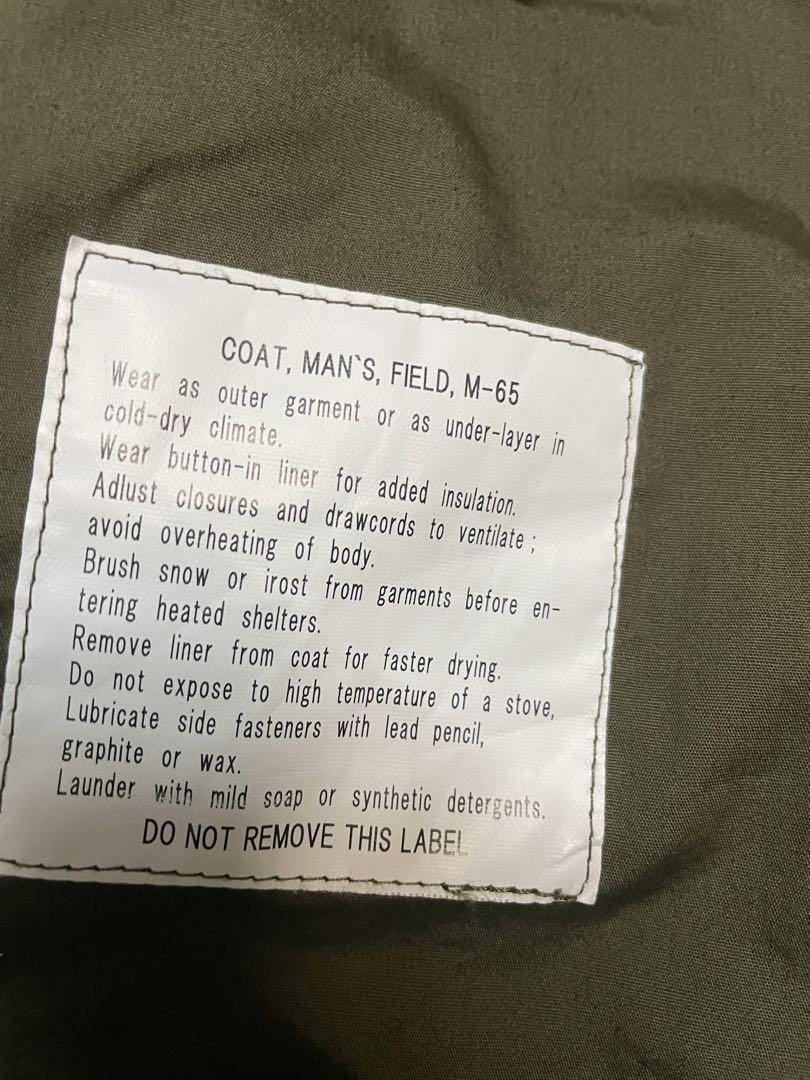 COAT, MAN`S, FIELD, M-65
Wear as outer garment or as under-layer in
cold-dry climate.
Wear button-in liner for added insulation.
Adlust closures and drawcords to ventilate;
avoid overheating of body.
Brush snow or irost from garments before en-
tering heated shelters.
Remove liner from coat for faster drying.
Do not expose to high temperature of a stove,
Lubricate side fasteners with lead pencil,
graphite or wax.
Launder with mild soap or synthetic detergents.
DO NOT REMOVE THIS LABEL